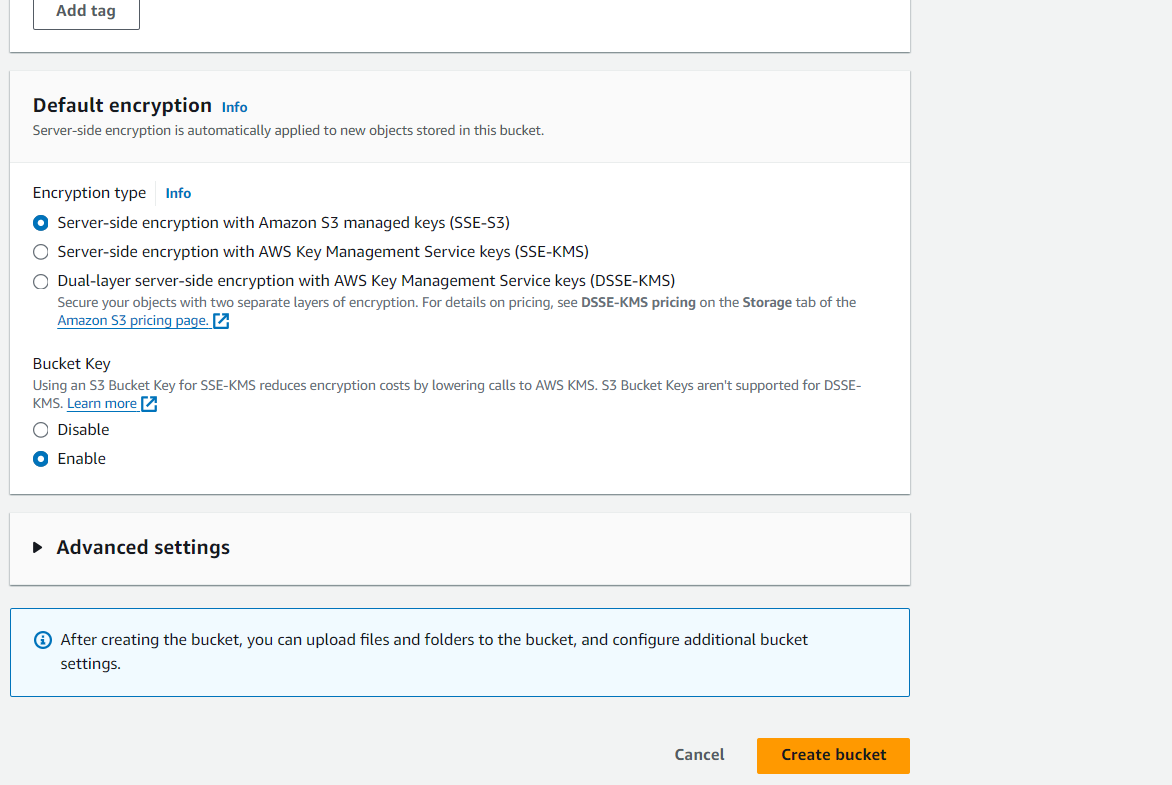 Add tag
Default encryption Info
Server-side encryption is automatically applied to new objects stored in this bucket.
Encryption type Info
Server-side encryption with Amazon S3 managed keys (SSE-S3)
Server-side encryption with AWS Key Management Service keys (SSE-KMS)
Dual-layer server-side encryption with AWS Key Management Service keys (DSSE-KMS)
Secure your objects with two separate layers of encryption. For details on pricing, see DSSE-KMS pricing on the Storage tab of the
Amazon S3 pricing page.
Bucket Key
Using an S3 Bucket Key for SSE-KMS reduces encryption costs by lowering calls to AWS KMS. S3 Bucket Keys aren't supported for DSSE-
KMS. Learn more
Disable
Enable
Advanced settings
After creating the bucket, you can upload files and folders to the bucket, and configure additional bucket
settings.
Cancel Create bucket